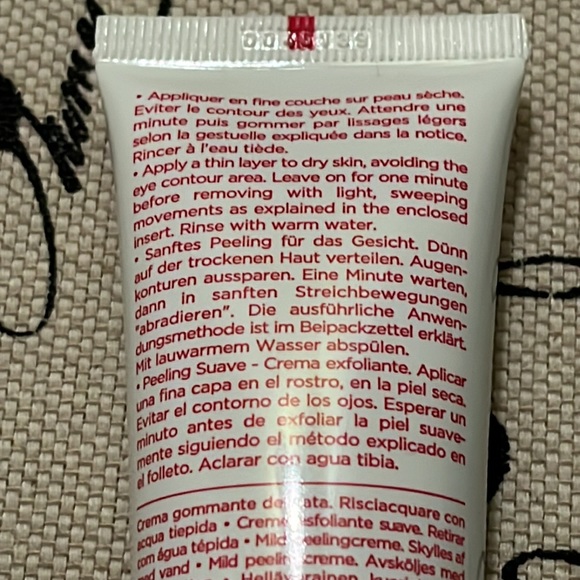 • Appliquer en fine couche sur peau sèche.
Eviter le contour des yeux. Attendre une
minute puis gommer par lissages légers
selon la gestuelle expliquée dans la notice.
Rincer à l'eau tiède.
• Apply a thin layer to dry skin, avoiding the
eye contour area. Leave on for one minute
before removing with light, sweeping
movements as explained in the enclosed
insert. Rinse with warm water.
• Sanftes Peeling für das Gesicht. Dünn
auf der trockenen Haut verteilen. Augen-
konturen aussparen. Eine Minute warten,
dann in sanften Streichbewegungen
"abradieren". Die ausführliche Anwen-
dungsmethode ist im Beipackzettel erklärt.
Mit lauwarmem Wasser abspülen.
• Peeling Suave - Crema exfoliante. Aplicar
una fina capa en el rostro, en la piel seca.
Evitar el contorno de los ojos. Esperar un
minuto antes de exfoliar la piel suave-
mente siguiendo el método explicado en
el folleto. Aclarar con agua tibia.
Crema gommante delicata. Risciacquare con
acqua tiepida • Creme esfoliante suave. Retirar
com água tépida • Mild peelingcreme. Skylles af
med vand • Mild peelingcreme. Avsköljes med